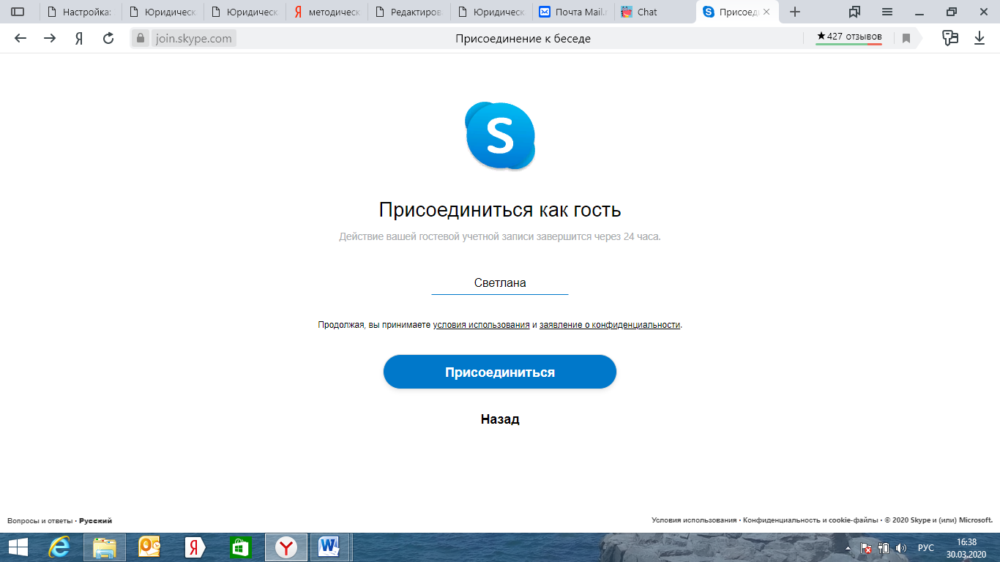 Настройка:
Юридическ
Юридическ
методическ
Редактиров
Юридическ
Почта Mail.
Chat
Присоед
join.skype.com
Присоединение к беседе
★427 отзывов
S
Присоединиться как гость
Действие вашей гостевой учетной записи завершится через 24 часа.
Светлана
Продолжая, вы принимаете условия использования и заявление о конфиденциальности.
Присоединиться
Назад
Вопросы и ответы • Русский
Условия использования • Конфиденциальность и cookie-файлы • © 2020 Skype и (или) Microsoft.
РУС
16:38
30.03.2020